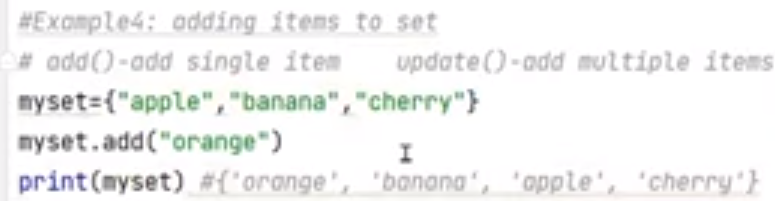 #Example4: adding items to set
# add()-add single item    update()-add multiple items
myset={"apple","banana","cherry"}
myset.add("orange")
print(myset) #{'orange', 'banana', 'apple', 'cherry'}